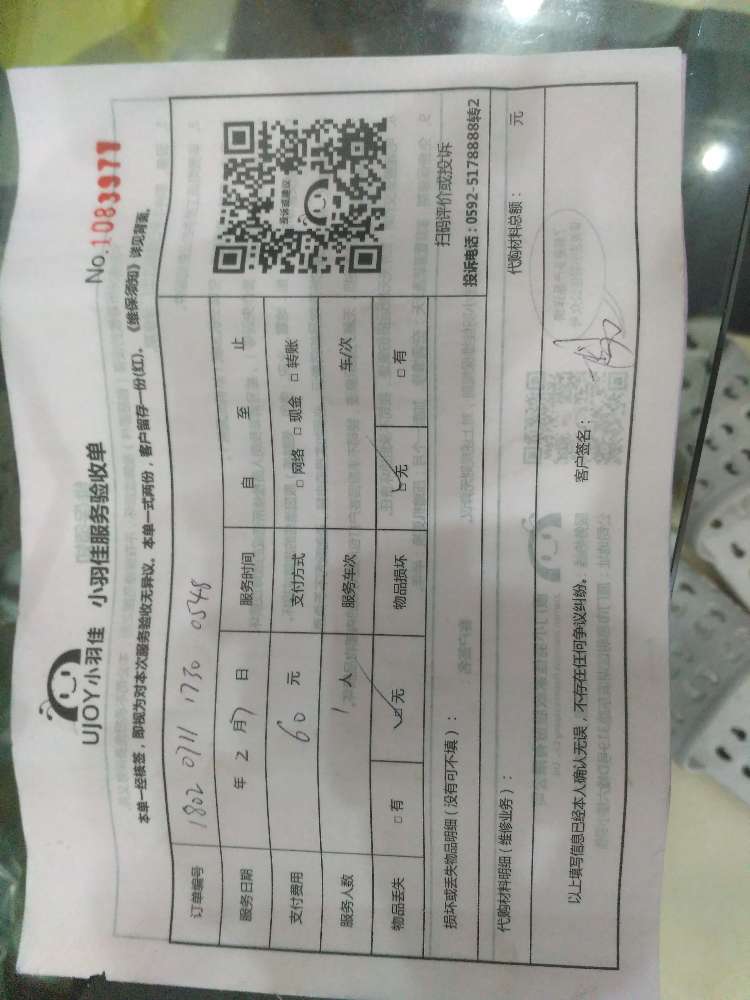 UJOY小羽佳 小羽佳服务验收单
No.1083977
本单一经核签，即视为对本次服务验收无异议。本单一式两份，客户留存一份(红)。《维保须知》详见背面。
订单编号 1802 0711 1730 0548
服务日期 年 2 月 7 日 服务时间 自 至 止
支付费用 60 元 支付方式 □ 网络 □ 现金 □ 转账
服务人数 1 人 服务车次 车/次
物品丢失 □ 有 ☑ 无 物品损坏 ☑ 无 □ 有
投诉或建议
扫码评价或投诉
投诉电话：0592-5178888转2
损坏或丢失物品明细（没有可不填）：
代购材料明细（维修业务）： 代购材料总额： 元
以上填写信息已经本人确认无误，不存在任何争议纠纷。 客户签名：